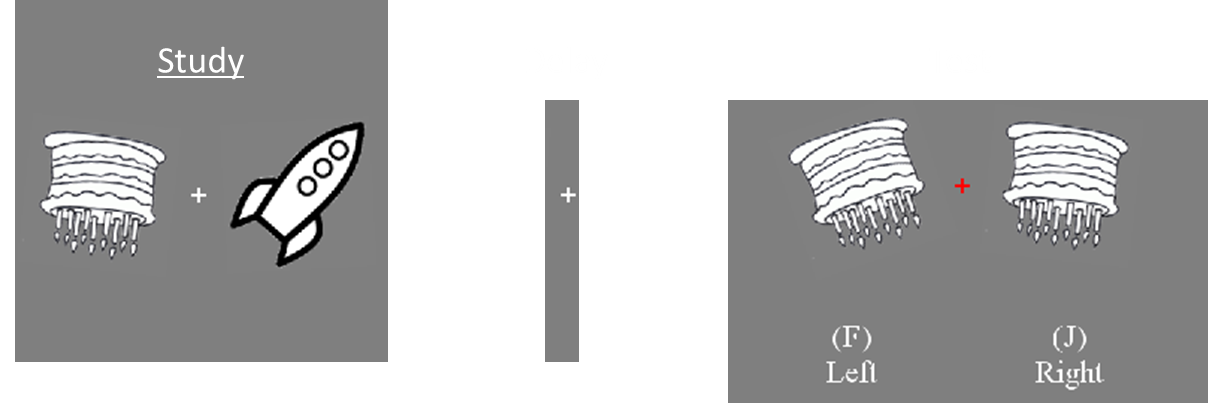 Study
+
+
+
(F)
Left
(J)
Right